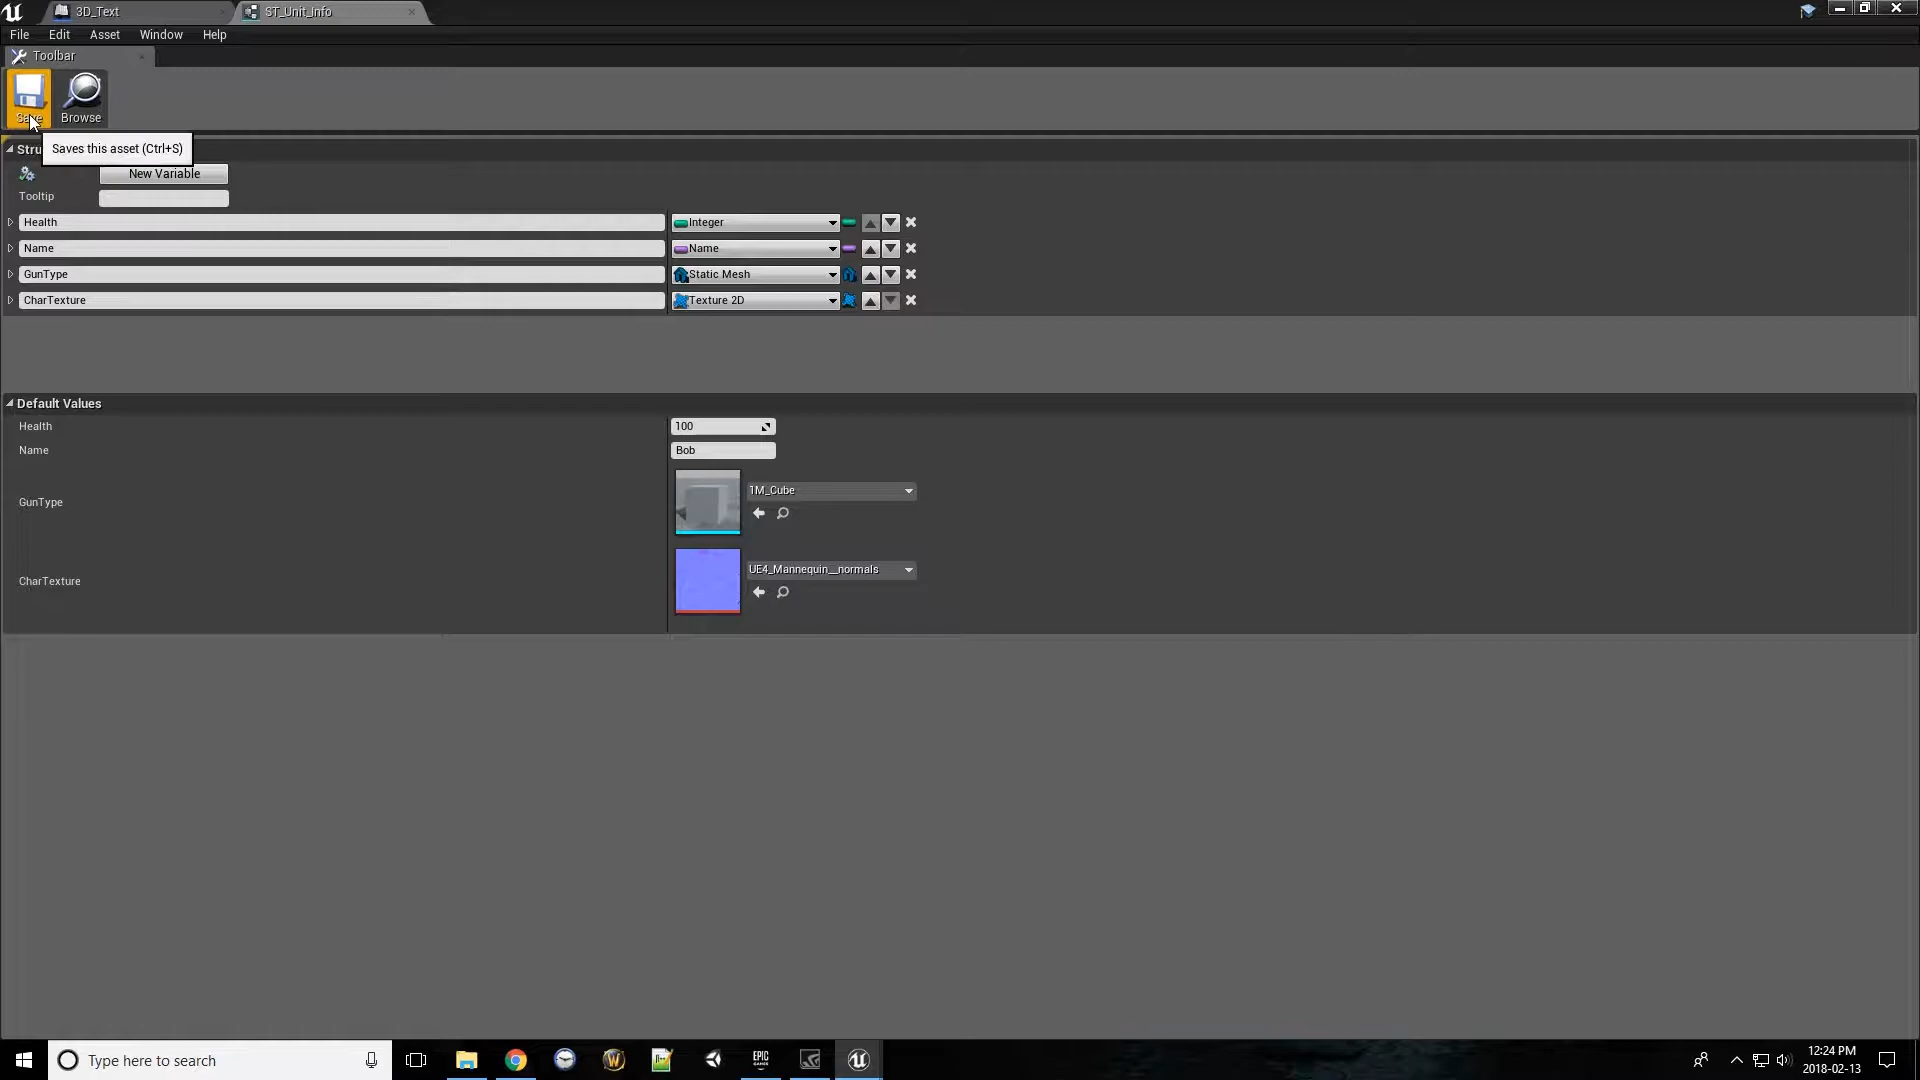 3D_Text
ST_Unit_Info
File Edit Asset Window Help
Toolbar
Save Browse
Saves this asset (Ctrl+S)
New Variable
Tooltip
Health Integer
Name Name
GunType Static Mesh
CharTexture Texture 2D
Default Values
Health 100
Name Bob
GunType 1M_Cube
CharTexture UE4_Mannequin__normals
Type here to search
EPIC GAMES
12:24 PM
2018-02-13